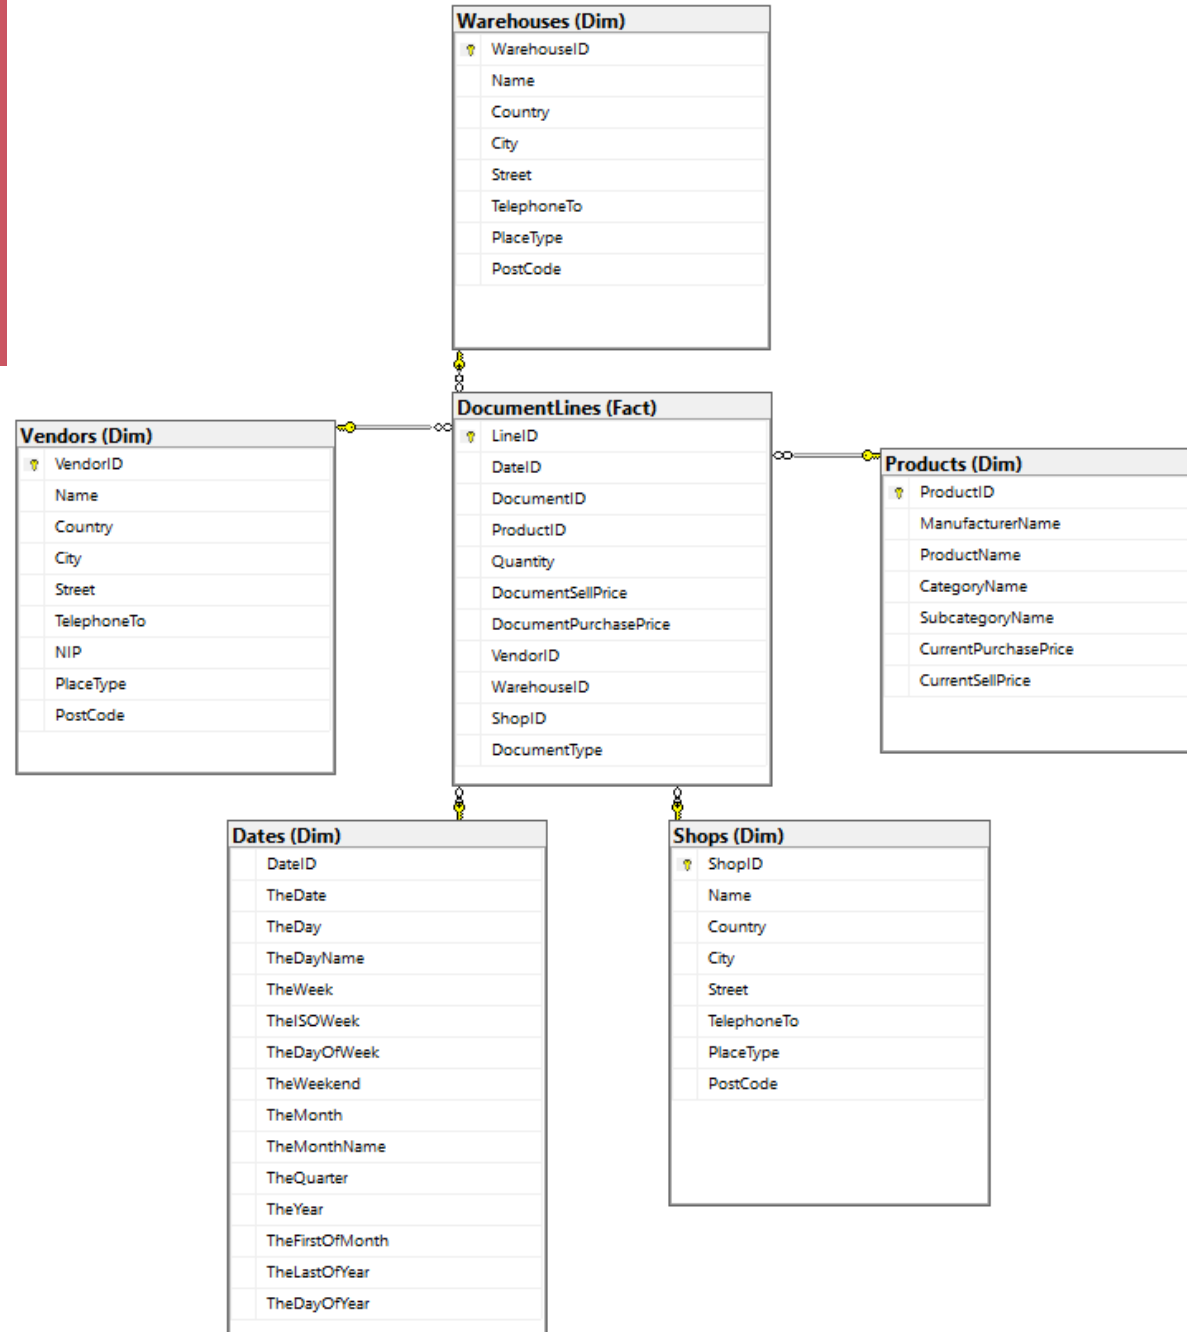 Warehouses (Dim)
WarehouseID
Name
Country
City
Street
TelephoneTo
PlaceType
PostCode
Vendors (Dim)
VendorID
Name
Country
City
Street
TelephoneTo
NIP
PlaceType
PostCode
DocumentLines (Fact)
LineID
DateID
DocumentID
ProductID
Quantity
DocumentSellPrice
DocumentPurchasePrice
VendorID
WarehouseID
ShopID
DocumentType
Products (Dim)
ProductID
ManufacturerName
ProductName
CategoryName
SubcategoryName
CurrentPurchasePrice
CurrentSellPrice
Dates (Dim)
DateID
TheDate
TheDay
TheDayName
TheWeek
TheISOWeek
TheDayOfWeek
TheWeekend
TheMonth
TheMonthName
TheQuarter
TheYear
TheFirstOfMonth
TheLastOfYear
TheDayOfYear
Shops (Dim)
ShopID
Name
Country
City
Street
TelephoneTo
PlaceType
PostCode